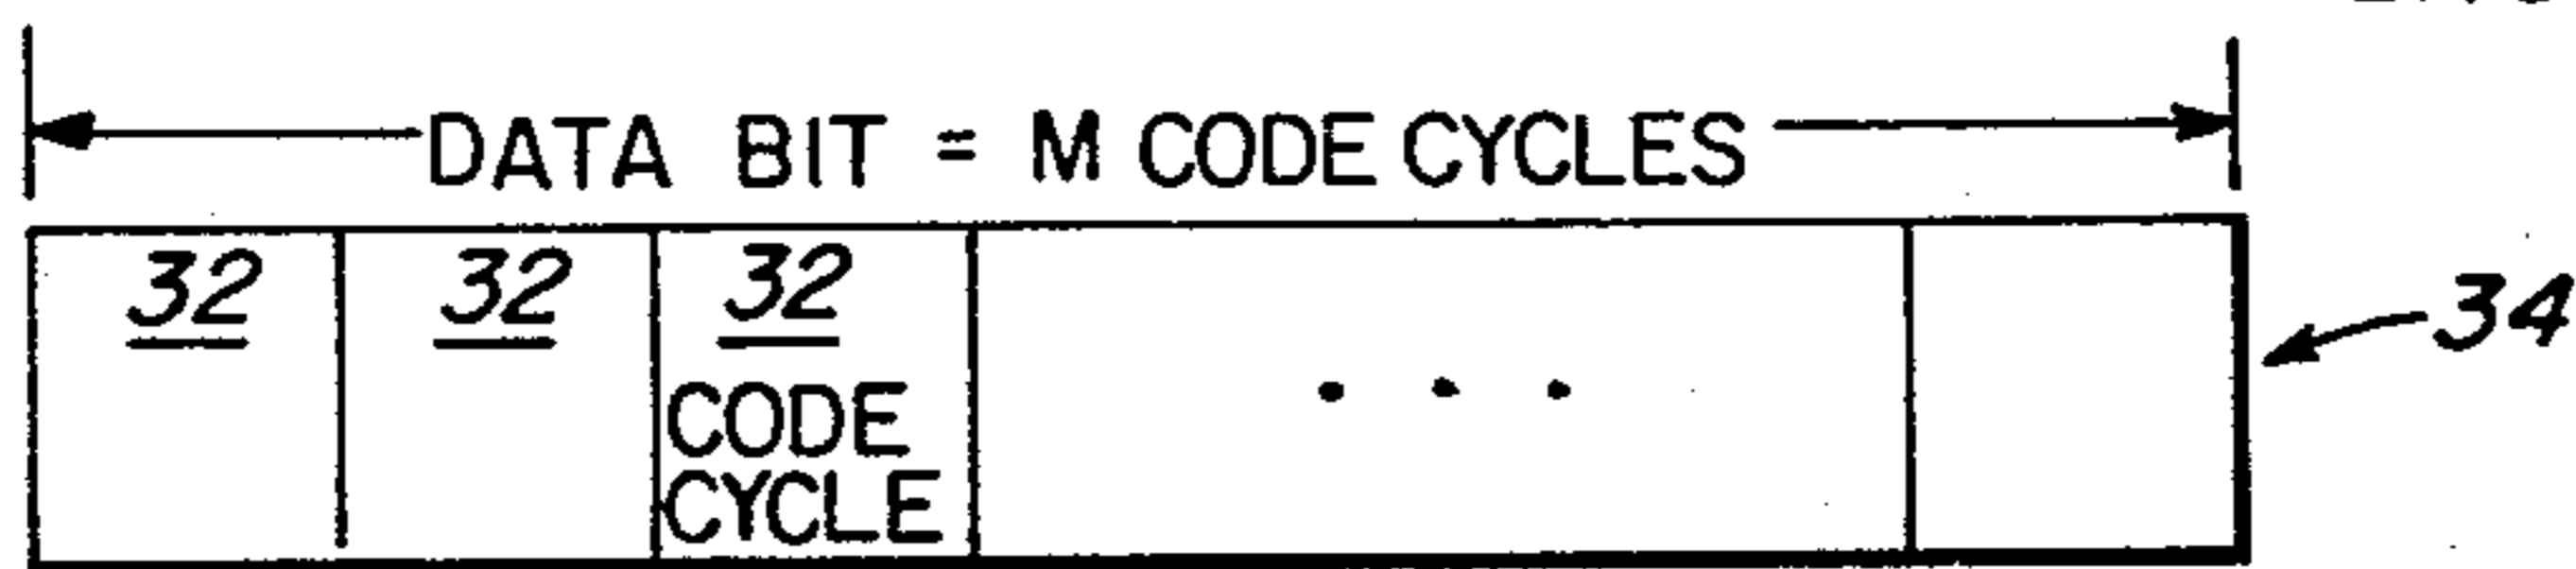 DATA BIT = M CODE CYCLES
32 32 32
34
CODE
CYCLE